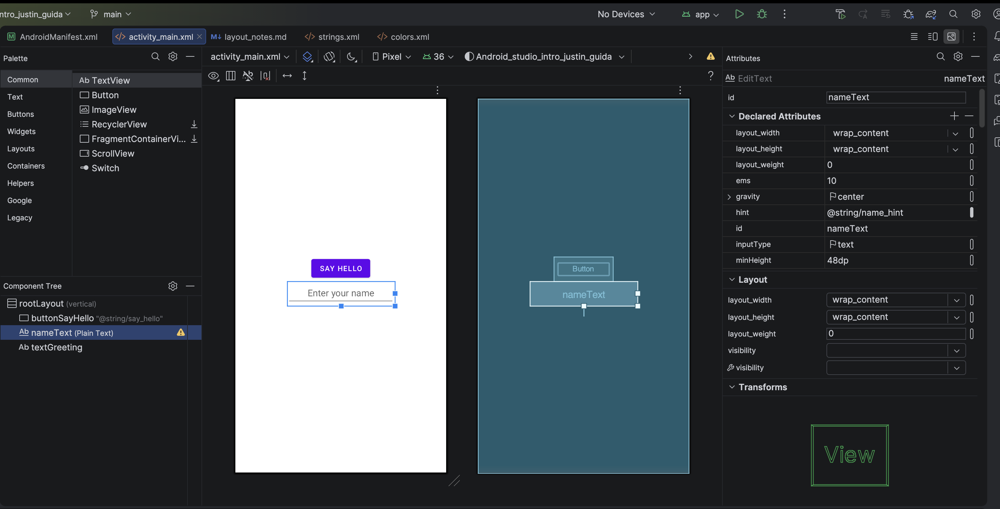 ntro_justin_guida
main
No Devices
app
AndroidManifest.xml
activity_main.xml
layout_notes.md
strings.xml
colors.xml
Palette
Common
Text
Buttons
Widgets
Layouts
Containers
Helpers
Google
Legacy
Ab TextView
Button
ImageView
RecyclerView
FragmentContainerVi...
ScrollView
Switch
Component Tree
rootLayout (vertical)
buttonSayHello "@string/say_hello"
Ab nameText (Plain Text)
Ab textGreeting
activity_main.xml
Pixel
36
Android_studio_intro_justin_guida
?
SAY HELLO
Enter your name
Button
nameText
Attributes
Ab EditText nameText
id nameText
Declared Attributes
layout_width wrap_content
layout_height wrap_content
layout_weight 0
ems 10
gravity center
hint @string/name_hint
id nameText
inputType text
minHeight 48dp
Layout
layout_width wrap_content
layout_height wrap_content
layout_weight 0
visibility
visibility
Transforms
View